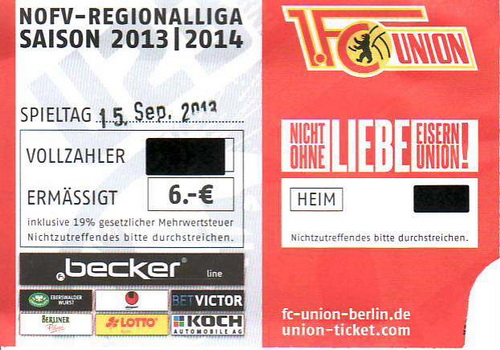 NOFV-REGIONALLIGA
SAISON 2013|2014
SPIELTAG 15. Sep. 2013
VOLLZAHLER
ERMÄSSIGT 6.-€
inklusive 19% gesetzlicher Mehrwertsteuer
Nichtzutreffendes bitte durchstreichen.
becker line
EBERSWALDER
WURST
BETVICTOR
BERLINER
Pilsner
LOTTO
KOCH
AUTOMOBILE AG
1.FC UNION
NICHT
OHNE
LIEBE
EISERN
UNION!
HEIM
Nichtzutreffendes bitte durchstreichen.
fc-union-berlin.de
union-ticket.com